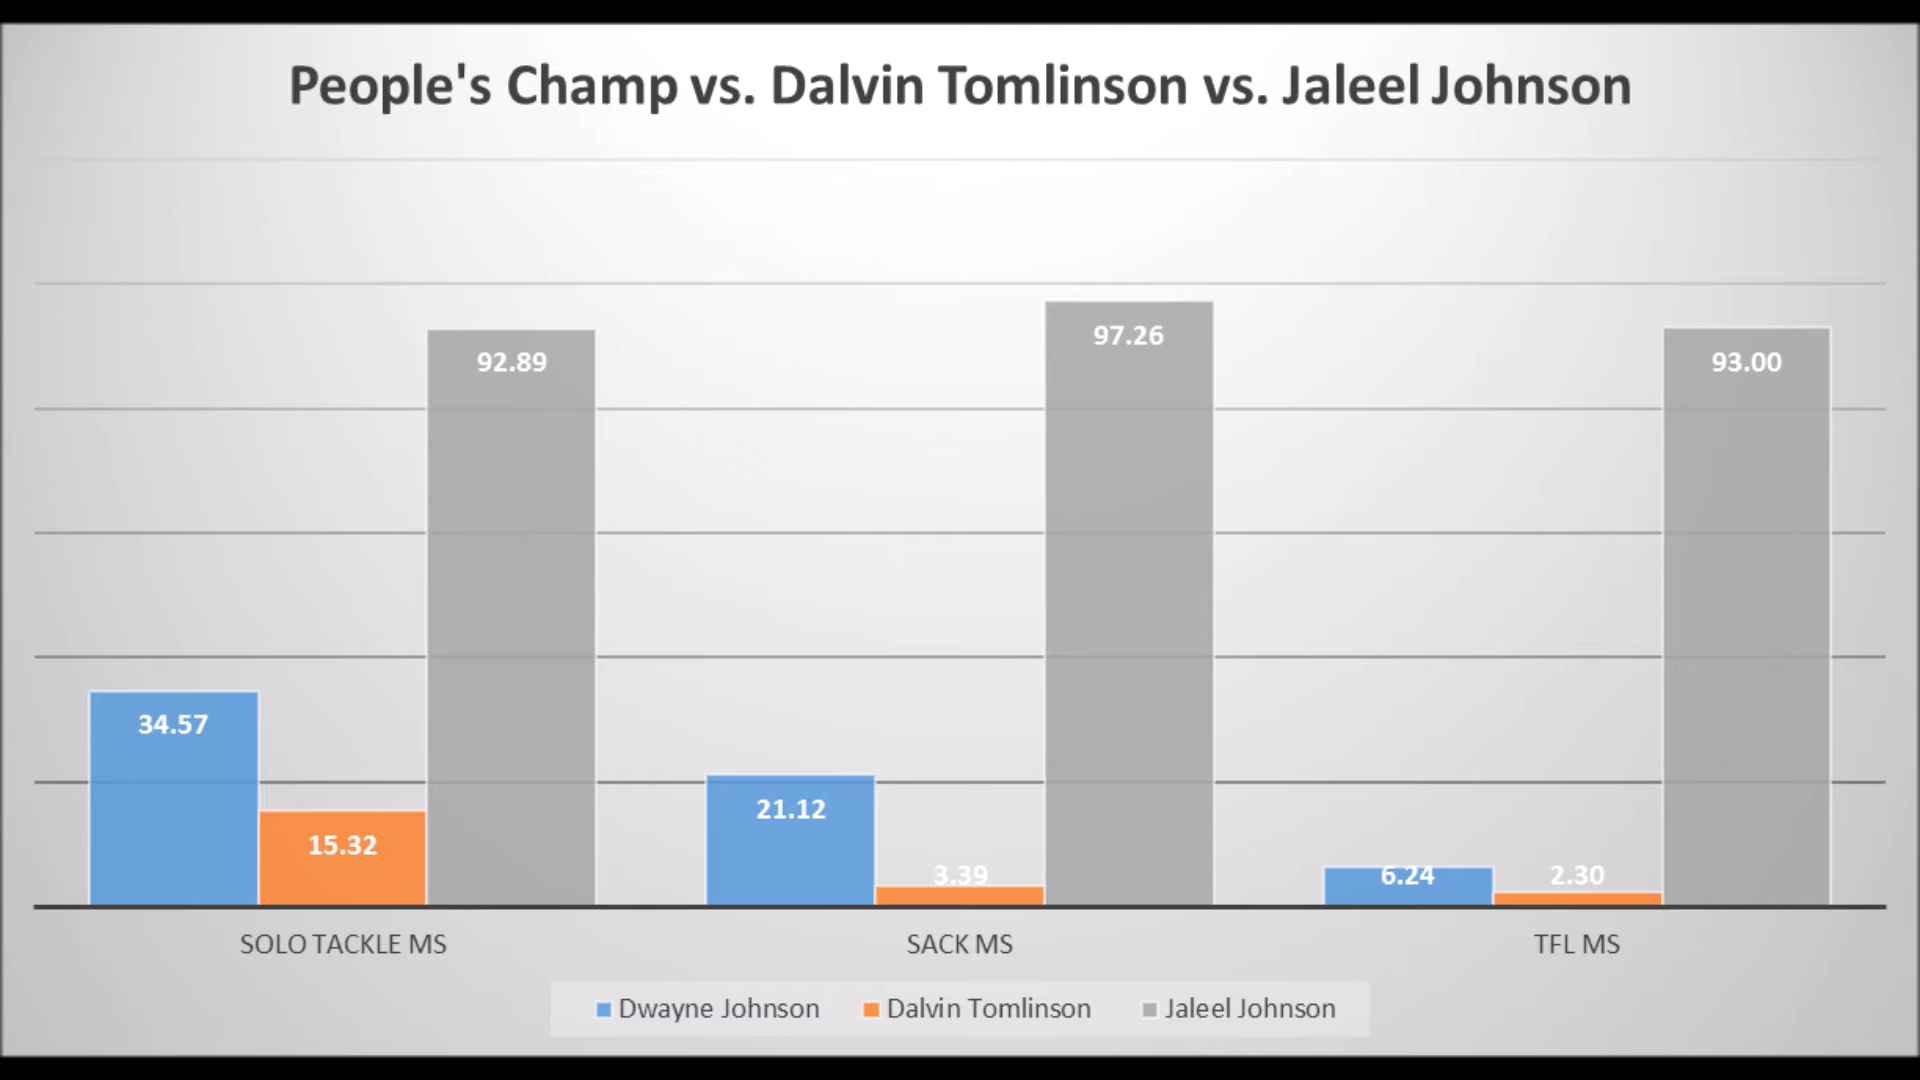 People's Champ vs. Dalvin Tomlinson vs. Jaleel Johnson
34.57
15.32
92.89
21.12
3.39
97.26
6.24
2.30
93.00
SOLO TACKLE MS
SACK MS
TFL MS
Dwayne Johnson
Dalvin Tomlinson
Jaleel Johnson